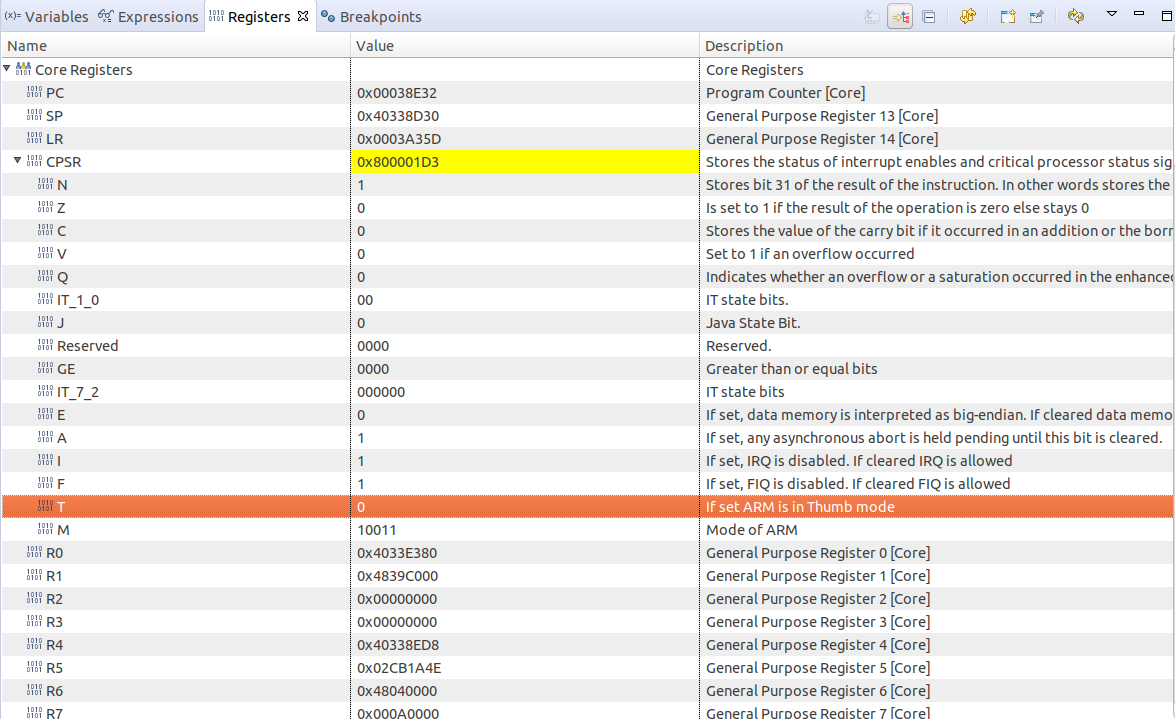 (x)= Variables Expressions Registers Breakpoints
Name Value Description
Core Registers Core Registers
PC 0x00038E32 Program Counter [Core]
SP 0x40338D30 General Purpose Register 13 [Core]
LR 0x0003A35D General Purpose Register 14 [Core]
CPSR 0x800001D3 Stores the status of interrupt enables and critical processor status sig
N 1 Stores bit 31 of the result of the instruction. In other words stores the
Z 0 Is set to 1 if the result of the operation is zero else stays 0
C 0 Stores the value of the carry bit if it occurred in an addition or the borr
V 0 Set to 1 if an overflow occurred
Q 0 Indicates whether an overflow or a saturation occurred in the enhanced
IT_1_0 00 IT state bits.
J 0 Java State Bit.
Reserved 0000 Reserved.
GE 0000 Greater than or equal bits
IT_7_2 000000 IT state bits
E 0 If set, data memory is interpreted as big-endian. If cleared data memo
A 1 If set, any asynchronous abort is held pending until this bit is cleared.
I 1 If set, IRQ is disabled. If cleared IRQ is allowed
F 1 If set, FIQ is disabled. If cleared FIQ is allowed
T 0 If set ARM is in Thumb mode
M 10011 Mode of ARM
R0 0x4033E380 General Purpose Register 0 [Core]
R1 0x4839C000 General Purpose Register 1 [Core]
R2 0x00000000 General Purpose Register 2 [Core]
R3 0x00000000 General Purpose Register 3 [Core]
R4 0x40338ED8 General Purpose Register 4 [Core]
R5 0x02CB1A4E General Purpose Register 5 [Core]
R6 0x48040000 General Purpose Register 6 [Core]
R7 0x000A0000 General Purpose Register 7 [Core]